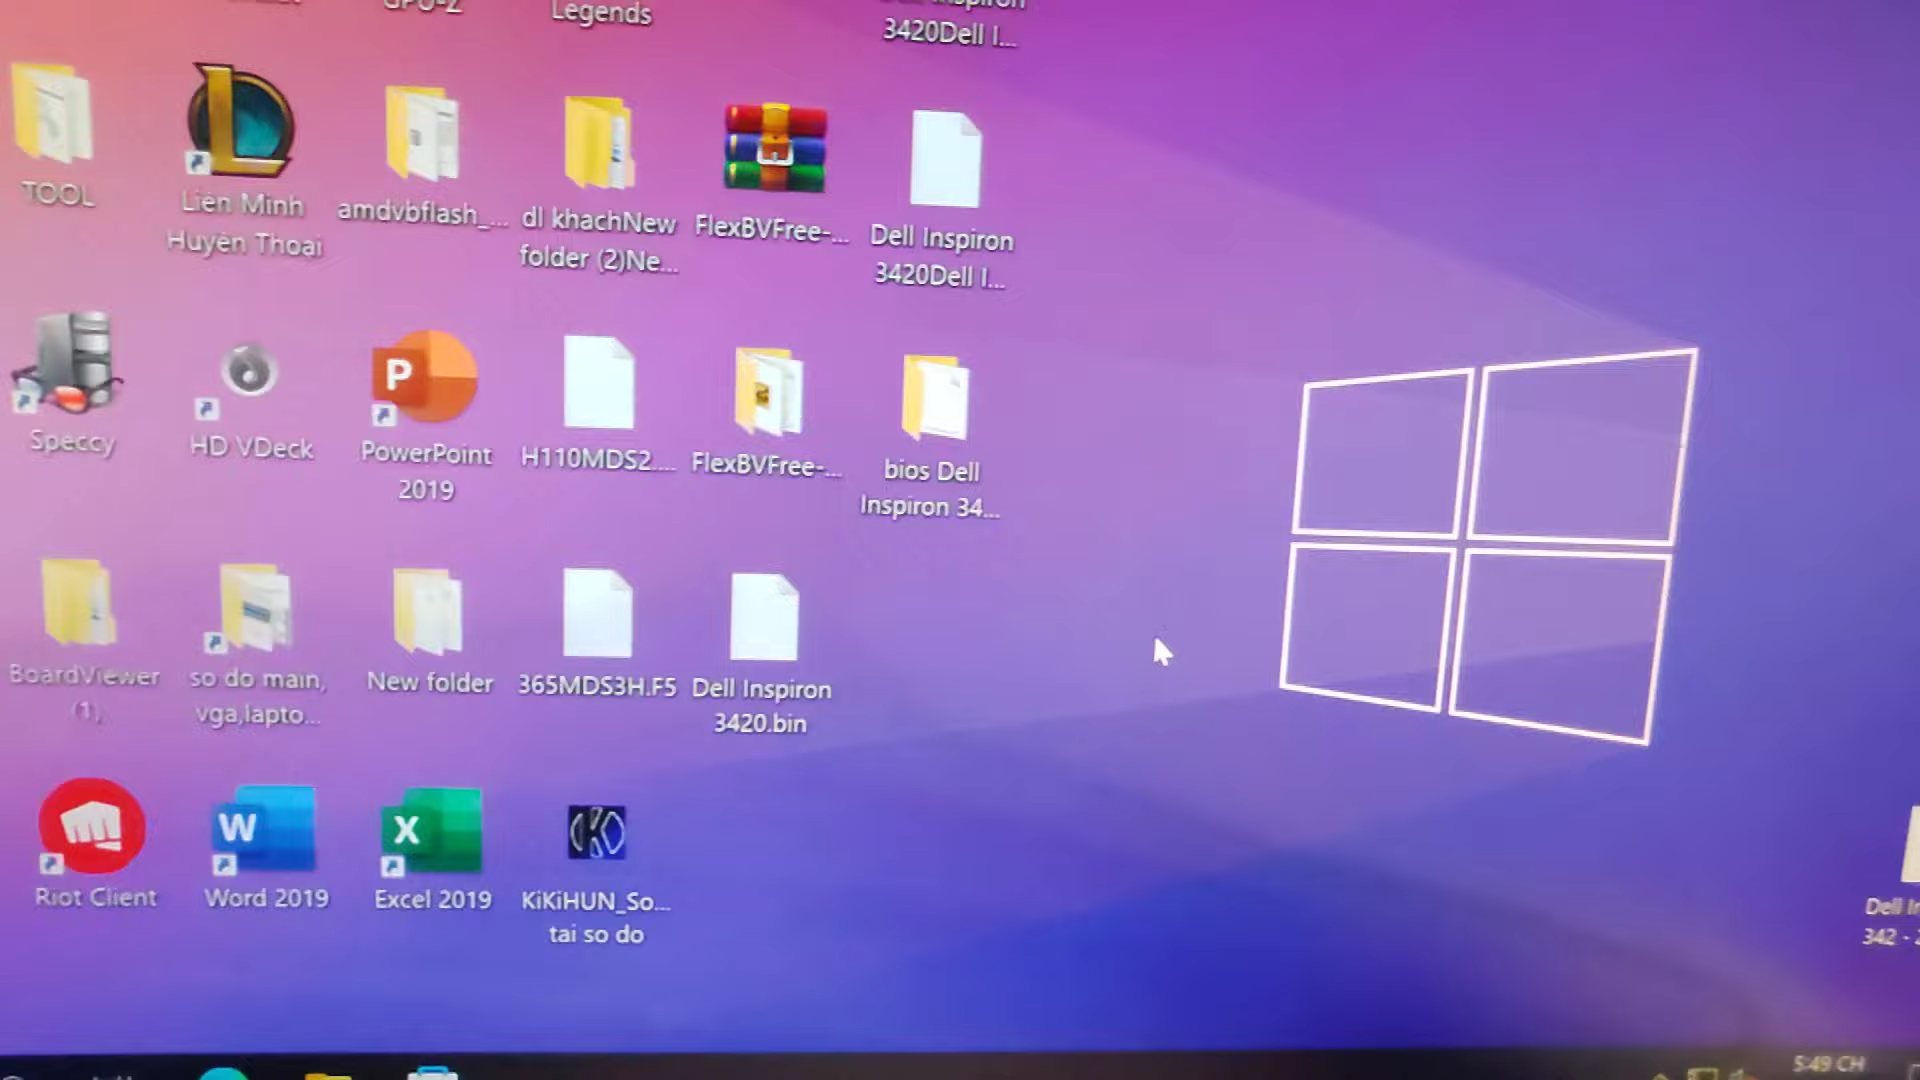 GPU-Z
Legends
3420Dell I...
TOOL
Liên Minh
Huyền Thoại
amdvbflash_...
dl khachNew
folder (2)Ne...
FlexBVFree-...
Dell Inspiron
3420Dell I...
Speccy
HD VDeck
PowerPoint
2019
H110MDS2....
FlexBVFree-...
bios Dell
Inspiron 34...
BoardViewer
(1),
so do main,
vga,lapto...
New folder
365MDS3H.F5
Dell Inspiron
3420.bin
Riot Client
Word 2019
Excel 2019
KiKiHUN_So...
tai so do
Dell In
342 -
5:49 CH